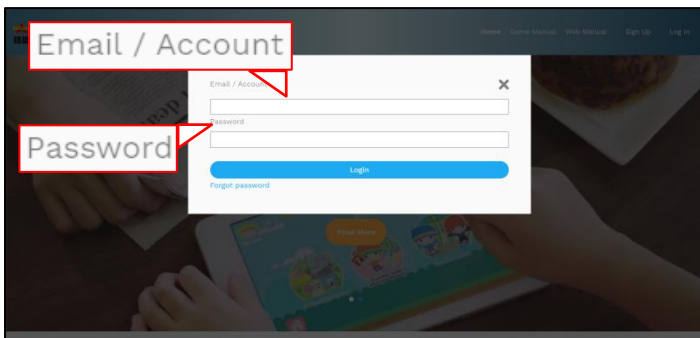 Home Game Manual Web Manual Sign Up Log In
Email / Account
Email / Account
Password
Password
Login
Forgot password
Read More